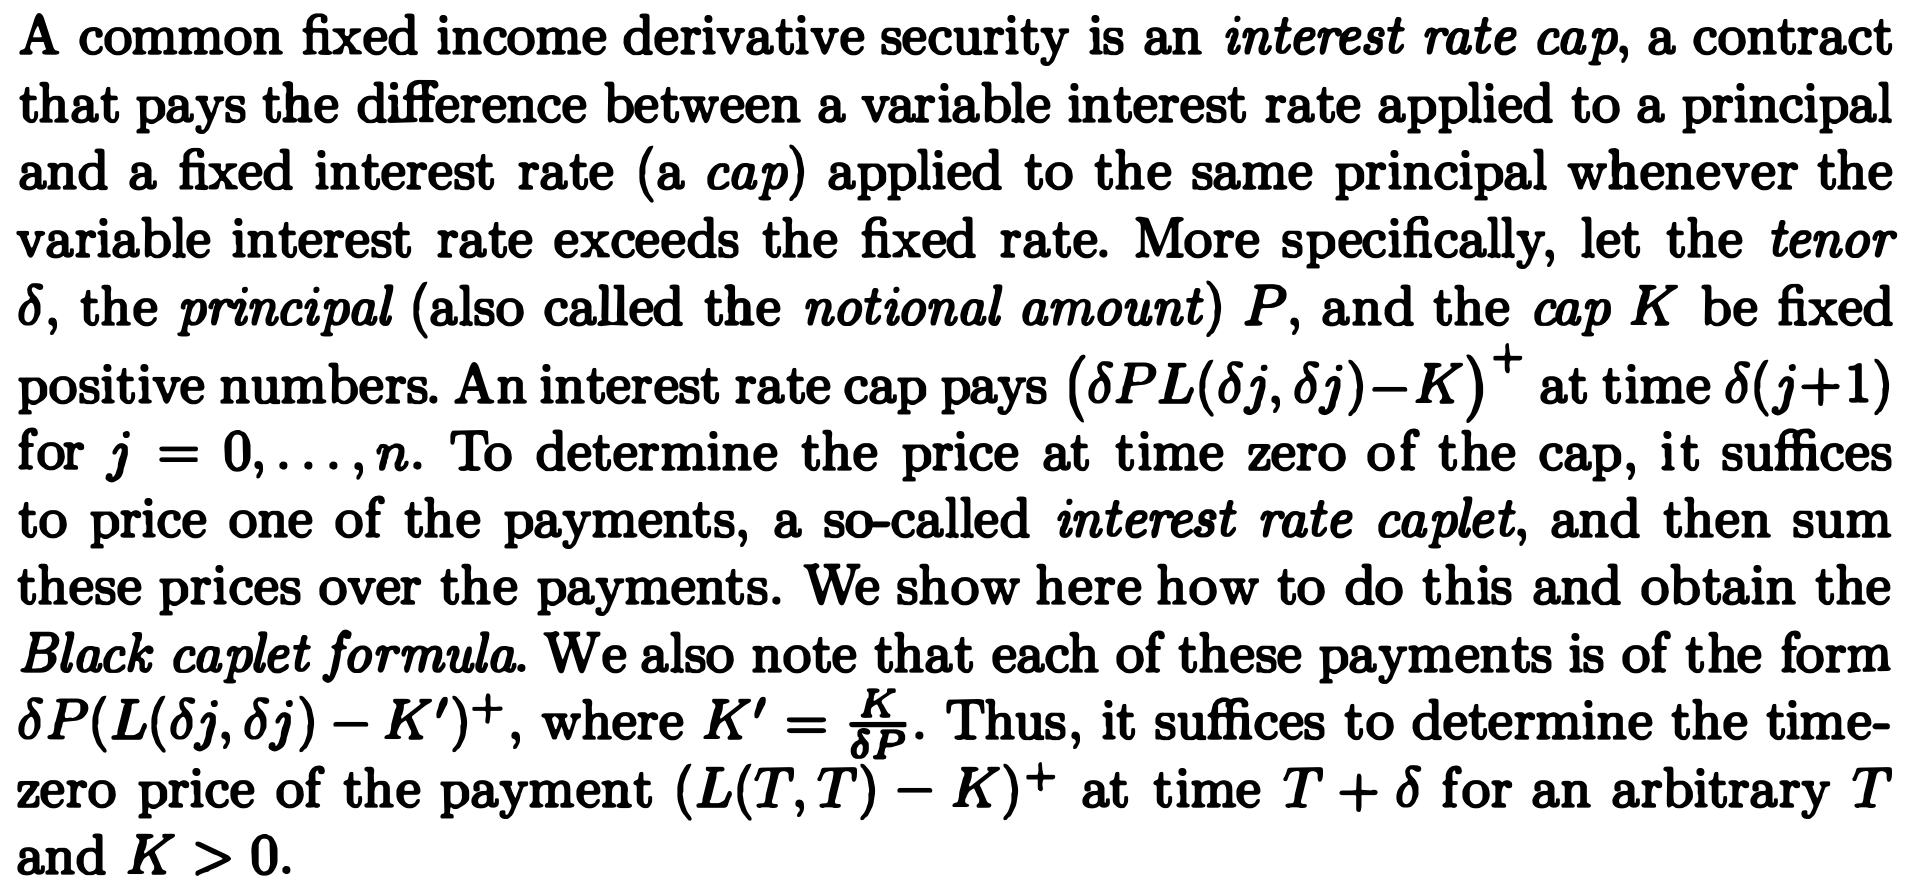 A common fixed income derivative security is an interest rate cap, a contract
that pays the difference between a variable interest rate applied to a principal
and a fixed interest rate (a cap) applied to the same principal whenever the
variable interest rate exceeds the fixed rate. More specifically, let the tenor
δ, the principal (also called the notional amount) P, and the cap K be fixed
positive numbers. An interest rate cap pays (δPL(δj, δj)−K)⁺ at time δ(j+1)
for j = 0, . . . , n. To determine the price at time zero of the cap, it suffices
to price one of the payments, a so-called interest rate caplet, and then sum
these prices over the payments. We show here how to do this and obtain the
Black caplet formula. We also note that each of these payments is of the form
δP(L(δj, δj) − K′)⁺, where K′ = K/δP. Thus, it suffices to determine the time-
zero price of the payment (L(T, T) − K)⁺ at time T + δ for an arbitrary T
and K > 0.